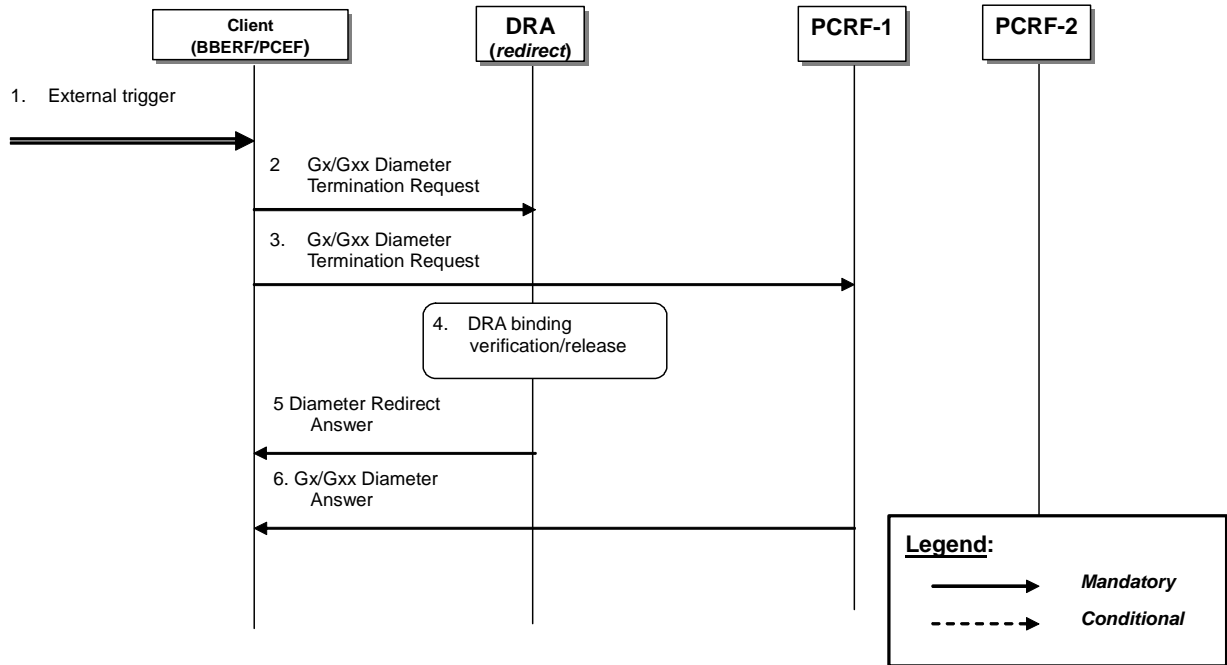 Client
(BBERF/PCEF)
DRA
(redirect)
PCRF-1
PCRF-2
1. External trigger
2 Gx/Gxx Diameter
Termination Request
3. Gx/Gxx Diameter
Termination Request
4. DRA binding
verification/release
5 Diameter Redirect
Answer
6. Gx/Gxx Diameter
Answer
Legend:
Mandatory
Conditional